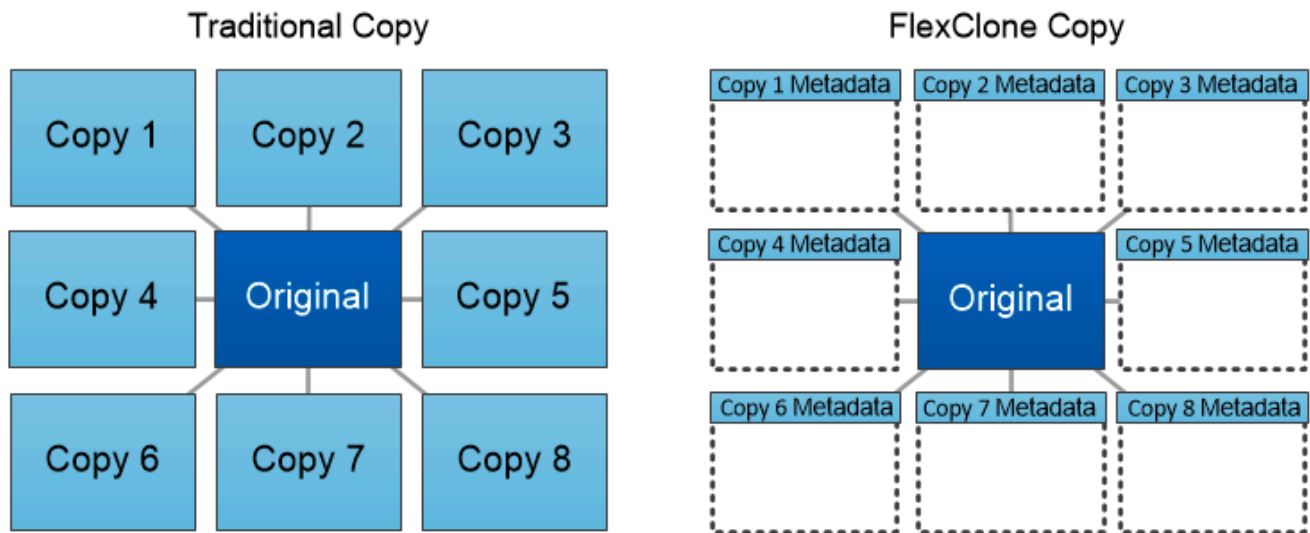 Traditional Copy
Copy 1
Copy 2
Copy 3
Copy 4
Original
Copy 5
Copy 6
Copy 7
Copy 8
FlexClone Copy
Copy 1 Metadata
Copy 2 Metadata
Copy 3 Metadata
Copy 4 Metadata
Original
Copy 5 Metadata
Copy 6 Metadata
Copy 7 Metadata
Copy 8 Metadata